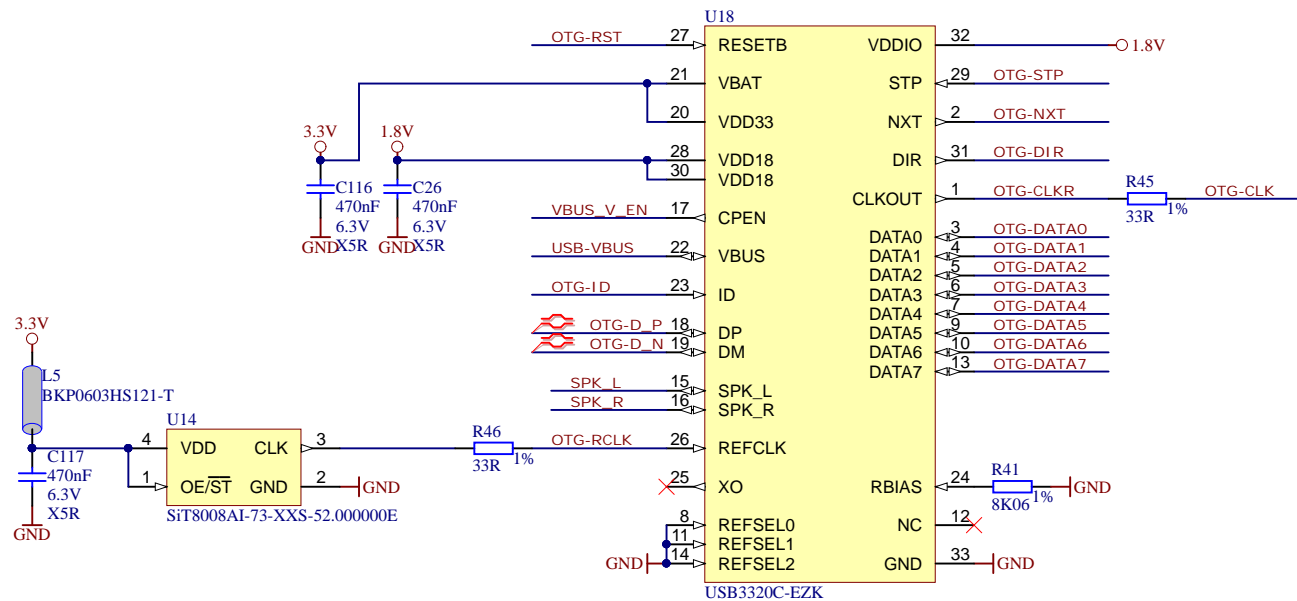 U18
OTG-RST 27 RESETB VDDIO 32 1.8V
21 VBAT STP 29 OTG-STP
20 VDD33 NXT 2 OTG-NXT
3.3V 1.8V 28 VDD18 DIR 31 OTG-DIR
30 VDD18
C116 C26 CLKOUT 1 OTG-CLKR R45 OTG-CLK
470nF 470nF 33R 1%
6.3V 6.3V VBUS_V_EN 17 CPEN
X5R X5R
GND GND
DATA0 3 OTG-DATA0
USB-VBUS 22 VBUS DATA1 4 OTG-DATA1
DATA2 5 OTG-DATA2
OTG-ID 23 ID DATA3 6 OTG-DATA3
DATA4 7 OTG-DATA4
3.3V OTG-D_P 18 DP DATA5 9 OTG-DATA5
OTG-D_N 19 DM DATA6 10 OTG-DATA6
L5 DATA7 13 OTG-DATA7
BKP0603HS121-T SPK_L 15 SPK_L
SPK_R 16 SPK_R
U14
4 VDD CLK 3 R46 OTG-RCLK 26 REFCLK
33R 1%
C117
470nF
6.3V
X5R
GND
1 OE/ST GND 2 GND 25 XO RBIAS 24 R41 GND
8K06 1%
SiT8008AI-73-XXS-52.000000E
8 REFSEL0 NC 12
11 REFSEL1
GND 14 REFSEL2 GND 33 GND
USB3320C-EZK